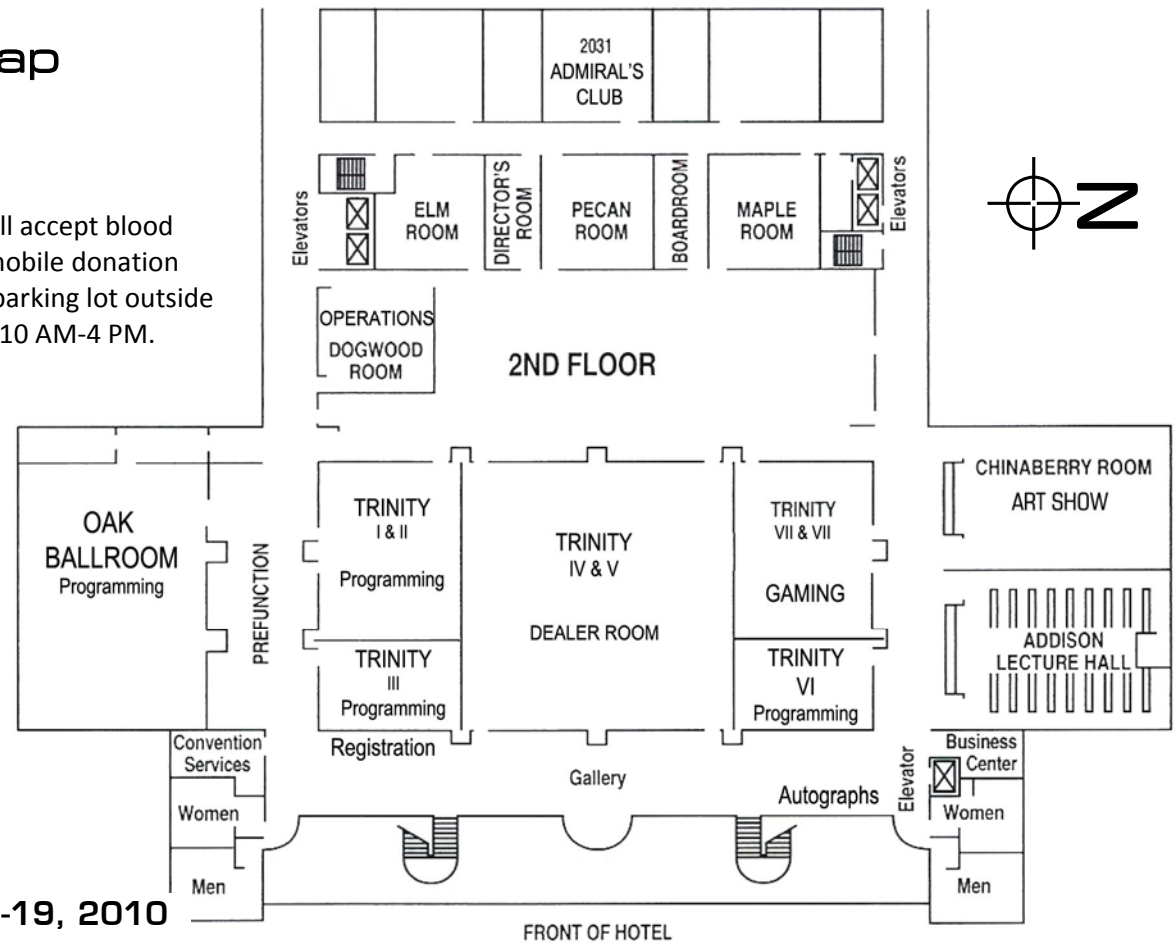 ap
ll accept blood
nobile donation
parking lot outside
10 AM-4 PM.
2031
ADMIRAL'S
CLUB
N
Elevators
ELM
ROOM
DIRECTOR'S
ROOM
PECAN
ROOM
BOARDROOM
MAPLE
ROOM
Elevators
OPERATIONS
DOGWOOD
ROOM
2ND FLOOR
OAK
BALLROOM
Programming
PREFUNCTION
TRINITY
I & II
Programming
TRINITY
IV & V
DEALER ROOM
TRINITY
VII & VII
GAMING
CHINABERRY ROOM
ART SHOW
ADDISON
LECTURE HALL
TRINITY
III
Programming
TRINITY
VI
Programming
Convention
Services
Women
Men
Registration
Gallery
Autographs
Elevator
Business
Center
Women
Men
-19, 2010
FRONT OF HOTEL